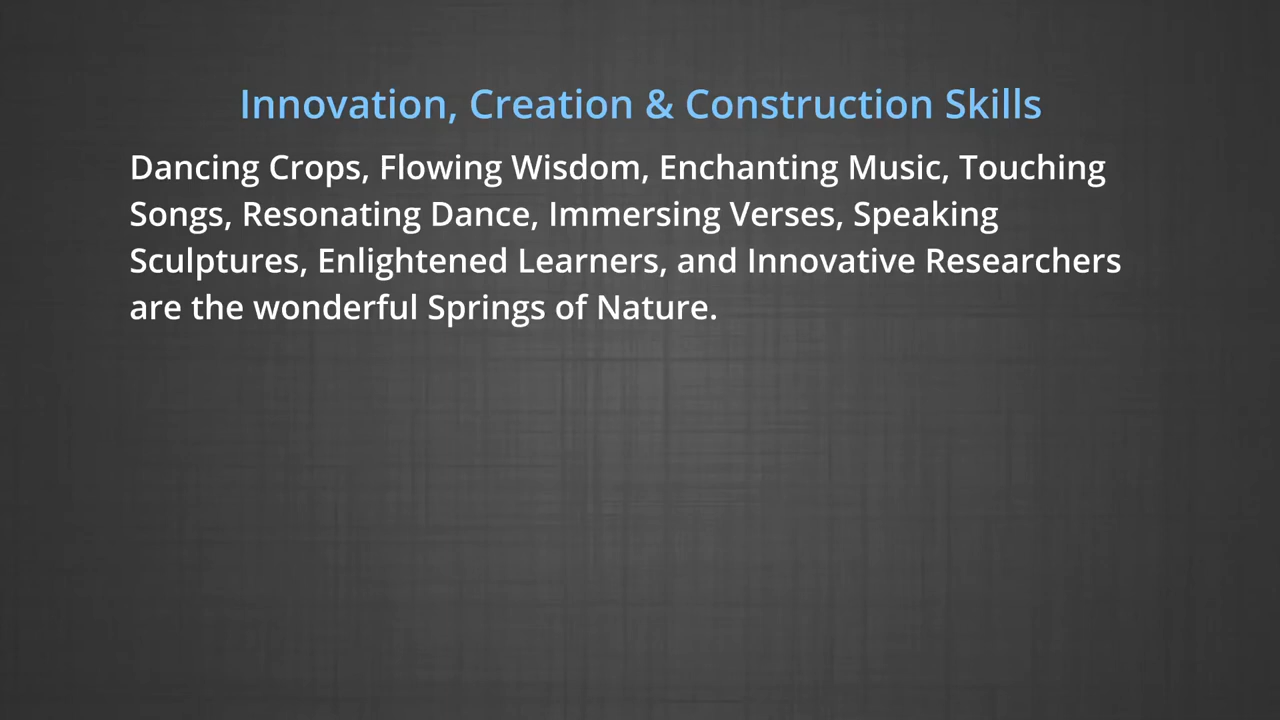 Innovation, Creation & Construction Skills
Dancing Crops, Flowing Wisdom, Enchanting Music, Touching
Songs, Resonating Dance, Immersing Verses, Speaking
Sculptures, Enlightened Learners, and Innovative Researchers
are the wonderful Springs of Nature.